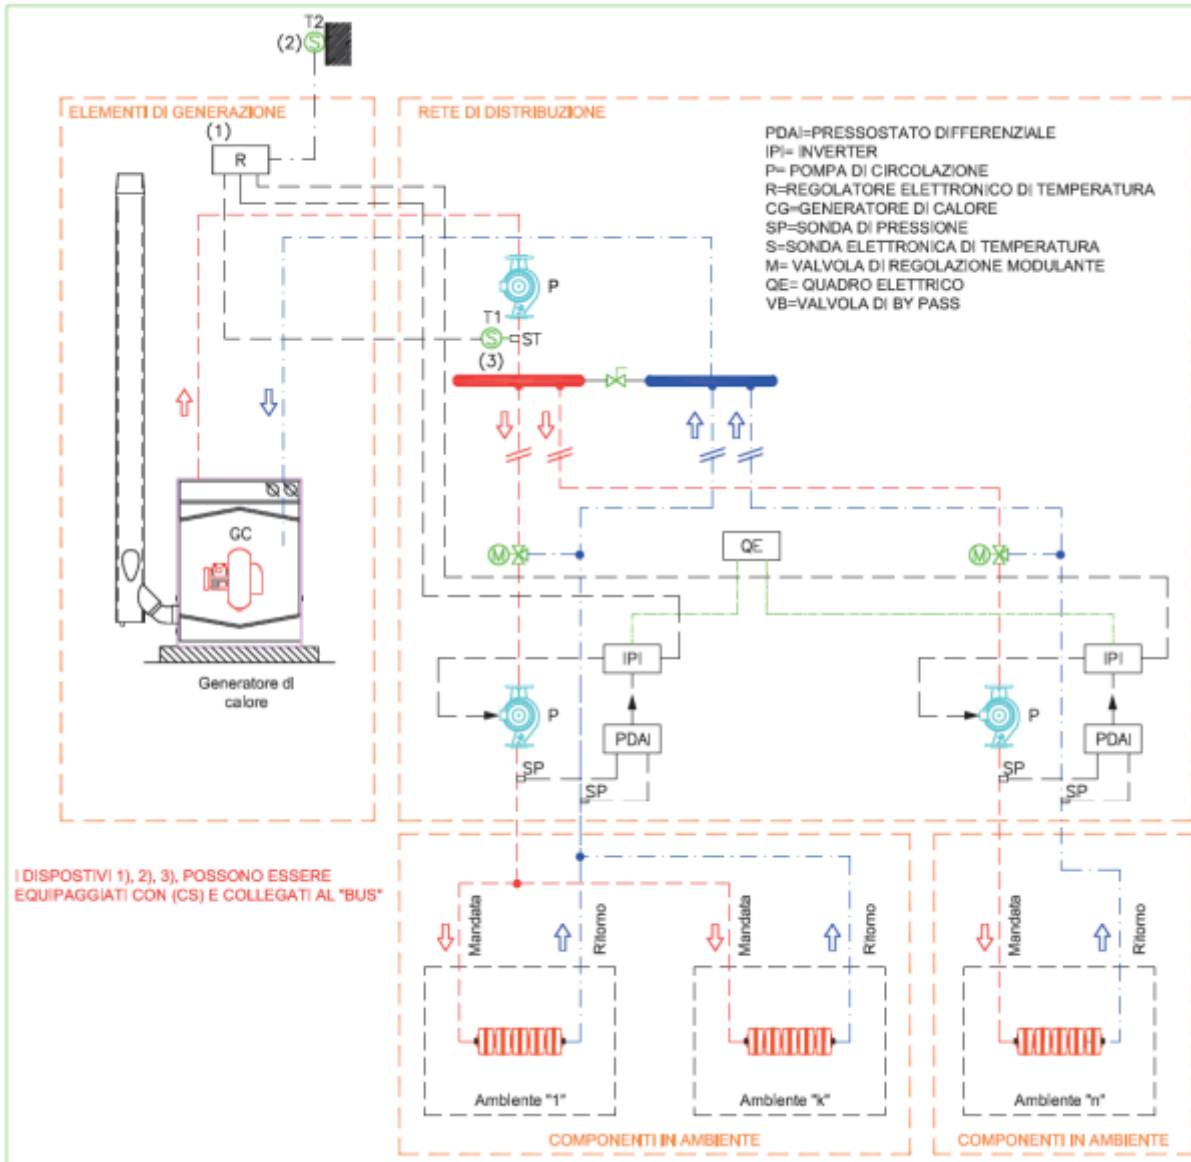 T2
(2) S
ELEMENTI DI GENERAZIONE
RETE DI DISTRIBUZIONE
(1)
R
PDAI=PRESSOSTATO DIFFERENZIALE
IPI= INVERTER
P= POMPA DI CIRCOLAZIONE
R=REGOLATORE ELETTRONICO DI TEMPERATURA
CG=GENERATORE DI CALORE
SP=SONDA DI PRESSIONE
S=SONDA ELETTRONICA DI TEMPERATURA
M= VALVOLA DI REGOLAZIONE MODULANTE
QE= QUADRO ELETTRICO
VB=VALVOLA DI BY PASS
P
T1
S ST
(3)
GC
M
QE
M
IPI
IPI
Generatore di
calore
P
PDAI
P
PDAI
SP
SP
SP
SP
I DISPOSTIVI 1), 2), 3), POSSONO ESSERE
EQUIPAGGIATI CON (CS) E COLLEGATI AL "BUS"
Mandata
Ritorno
Mandata
Ritorno
Mandata
Ritorno
Ambiente "1"
Ambiente "k"
Ambiente "n"
COMPONENTI IN AMBIENTE
COMPONENTI IN AMBIENTE